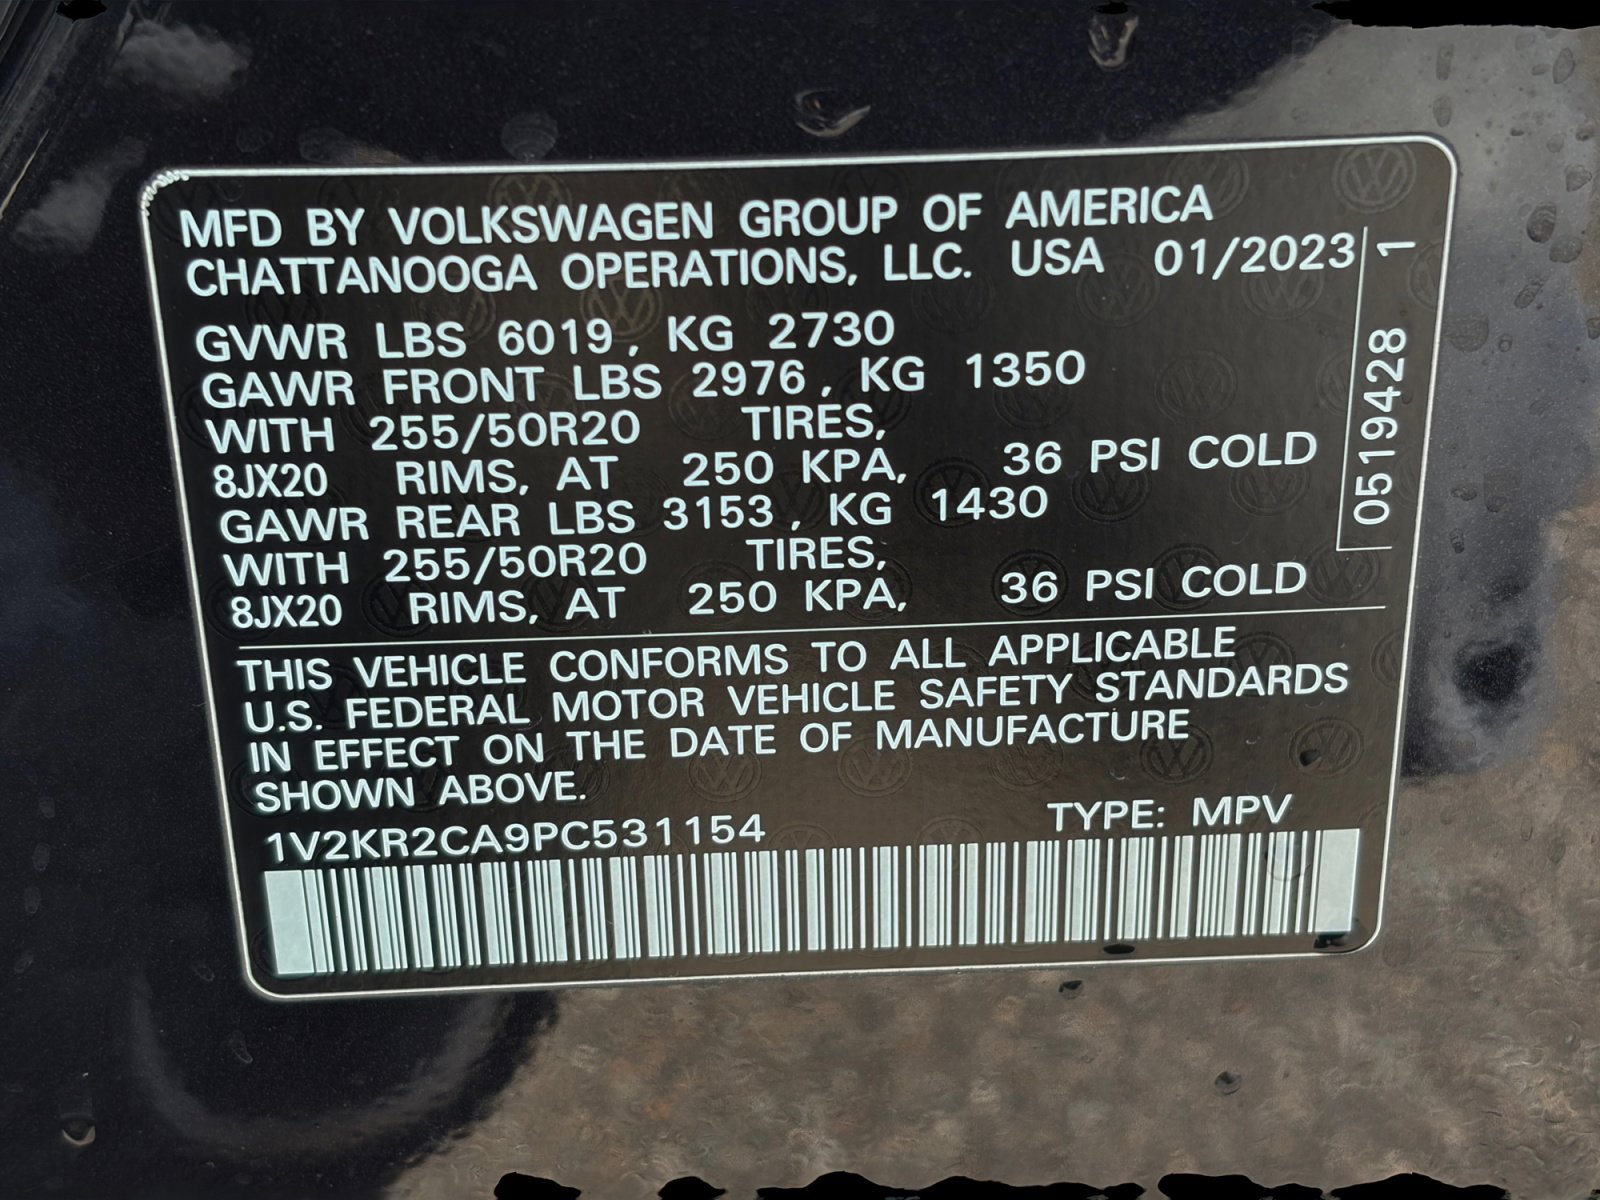 MFD BY VOLKSWAGEN GROUP OF AMERICA
CHATTANOOGA OPERATIONS, LLC. USA 01/2023
GVWR LBS 6019, KG 2730
GAWR FRONT LBS 2976, KG 1350
WITH 255/50R20 TIRES,
8JX20 RIMS, AT 250 KPA, 36 PSI COLD
GAWR REAR LBS 3153, KG 1430
WITH 255/50R20 TIRES,
8JX20 RIMS, AT 250 KPA, 36 PSI COLD
THIS VEHICLE CONFORMS TO ALL APPLICABLE
U.S. FEDERAL MOTOR VEHICLE SAFETY STANDARDS
IN EFFECT ON THE DATE OF MANUFACTURE
SHOWN ABOVE.
1V2KR2CA9PC531154 TYPE: MPV
0519428 1